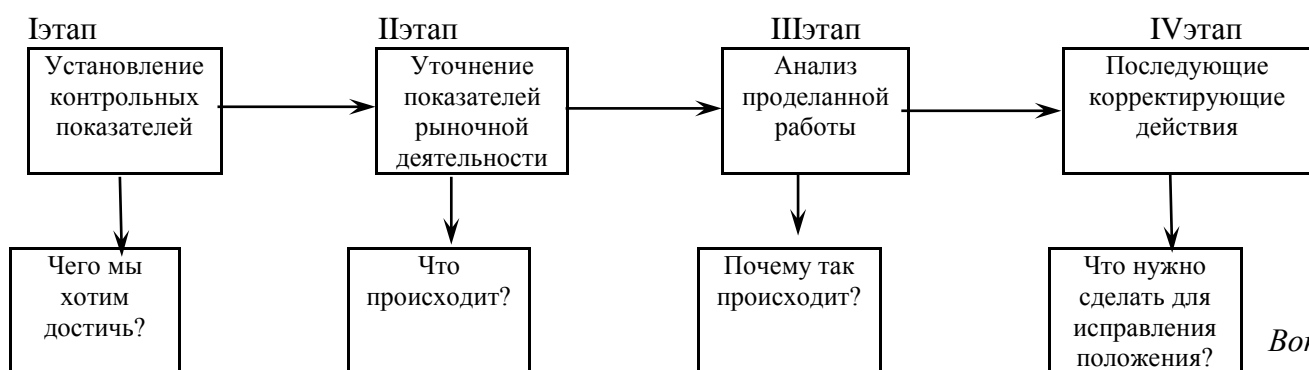 Iэтап
IIэтап
IIIэтап
IVэтап
Установление
контрольных
показателей
Уточнение
показателей
рыночной
деятельности
Анализ
проделанной
работы
Последующие
корректирующие
действия
Чего мы
хотим
достичь?
Что
происходит?
Почему так
происходит?
Что нужно
сделать для
исправления
положения?